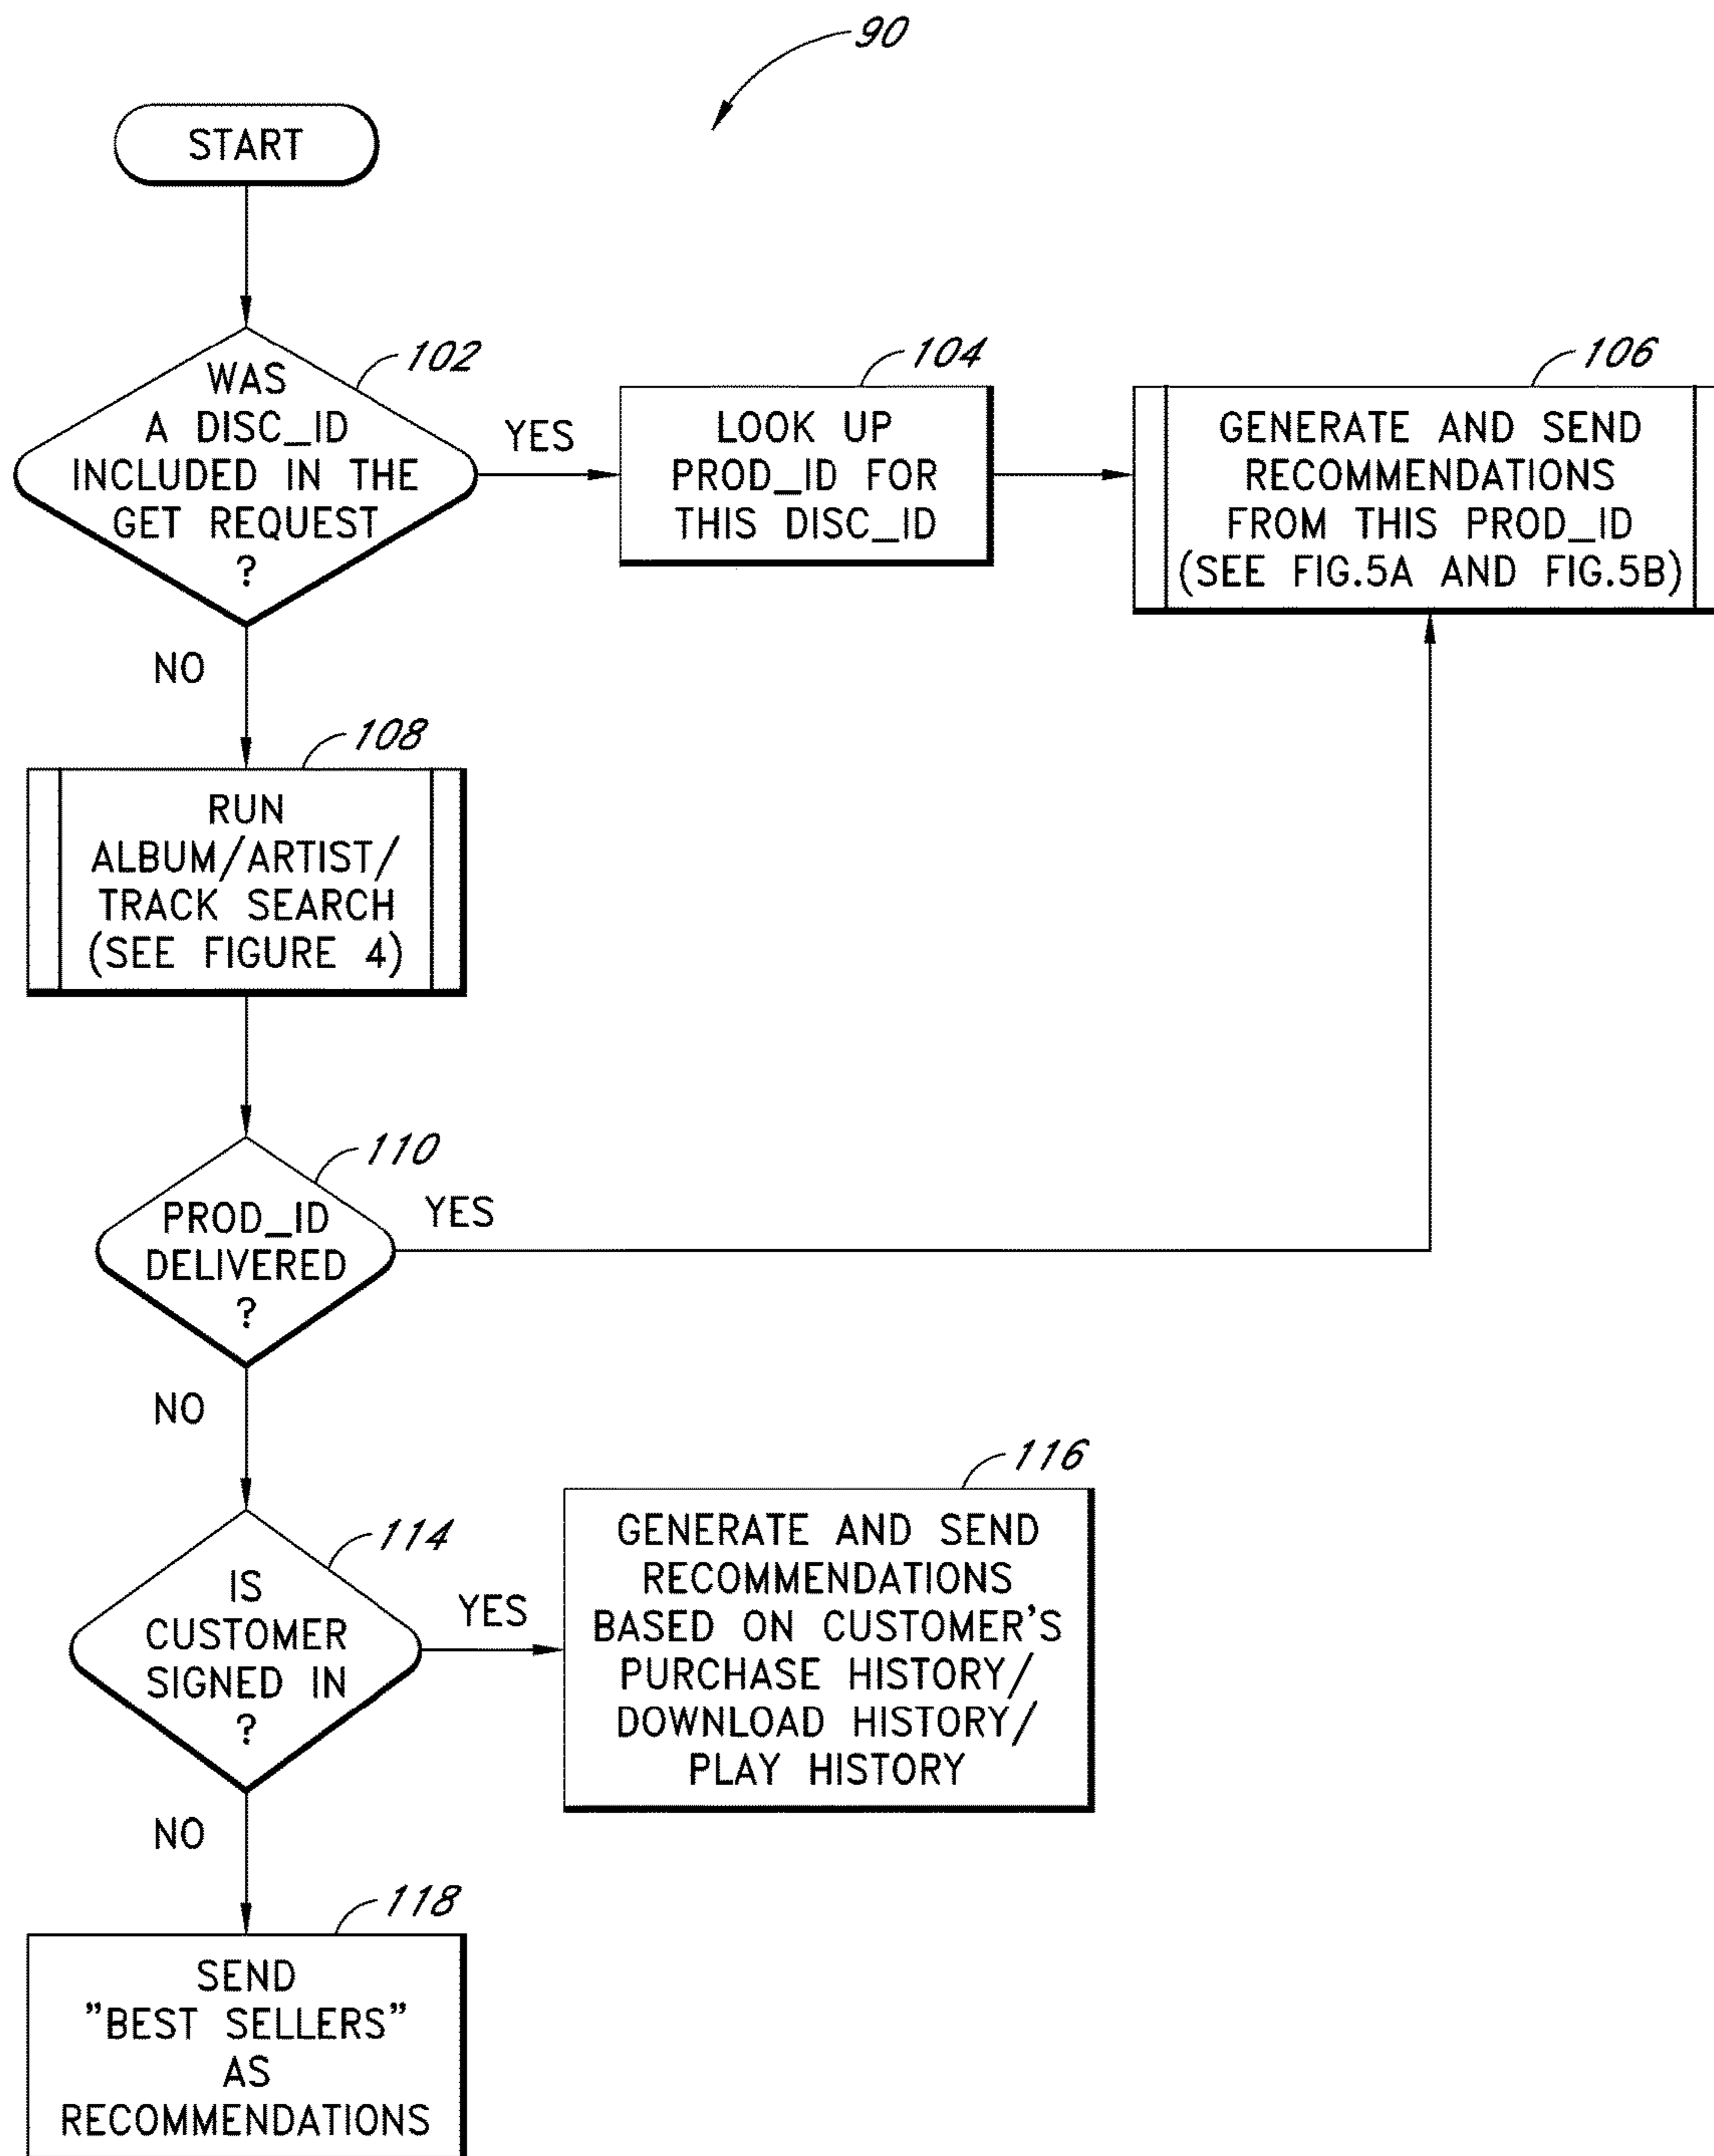 90
START
102
WAS
A DISC_ID
INCLUDED IN THE
GET REQUEST
?
YES
NO
104
LOOK UP
PROD_ID FOR
THIS DISC_ID
106
GENERATE AND SEND
RECOMMENDATIONS
FROM THIS PROD_ID
(SEE FIG.5A AND FIG.5B)
108
RUN
ALBUM/ARTIST/
TRACK SEARCH
(SEE FIGURE 4)
110
PROD_ID
DELIVERED
?
YES
NO
114
IS
CUSTOMER
SIGNED IN
?
YES
NO
116
GENERATE AND SEND
RECOMMENDATIONS
BASED ON CUSTOMER'S
PURCHASE HISTORY/
DOWNLOAD HISTORY/
PLAY HISTORY
118
SEND
"BEST SELLERS"
AS
RECOMMENDATIONS